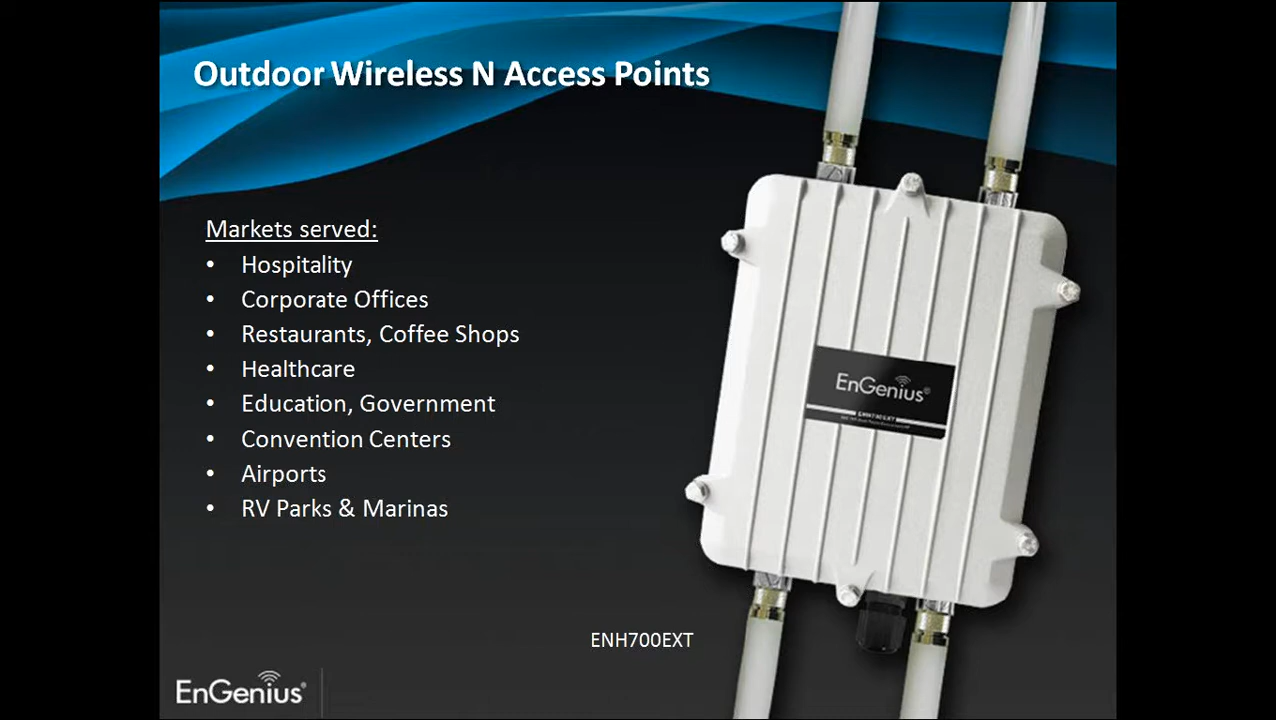 Outdoor Wireless N Access Points
Markets served:
• Hospitality
• Corporate Offices
• Restaurants, Coffee Shops
• Healthcare
• Education, Government
• Convention Centers
• Airports
• RV Parks & Marinas
EnGenius®
ENH700EXT
ENH700EXT
EnGenius®